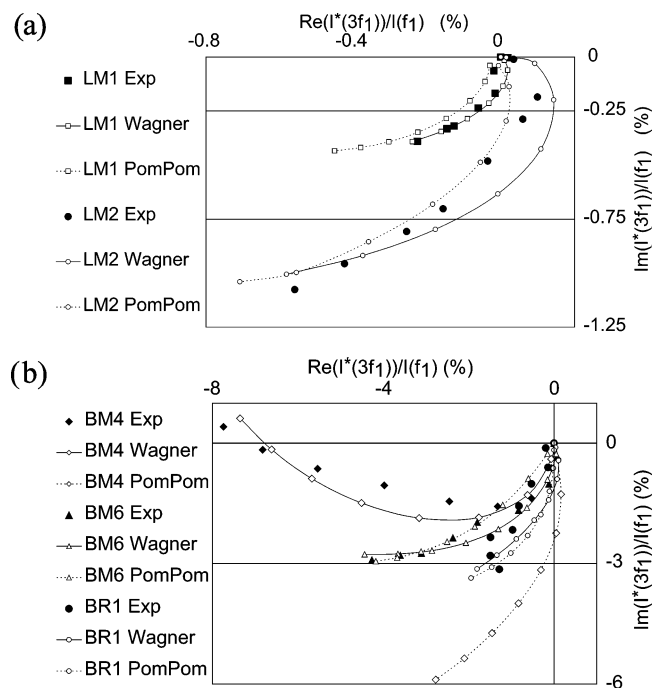 (a)
Re(I*(3f1))/I(f1) (%)
-0.8
-0.4
0
0
-0.25
-0.75
-1.25
Im(I*(3f1))/I(f1) (%)
LM1 Exp
LM1 Wagner
LM1 PomPom
LM2 Exp
LM2 Wagner
LM2 PomPom
(b)
Re(I*(3f1))/I(f1) (%)
-8
-4
0
0
-3
-6
Im(I*(3f1))/I(f1) (%)
BM4 Exp
BM4 Wagner
BM4 PomPom
BM6 Exp
BM6 Wagner
BM6 PomPom
BR1 Exp
BR1 Wagner
BR1 PomPom